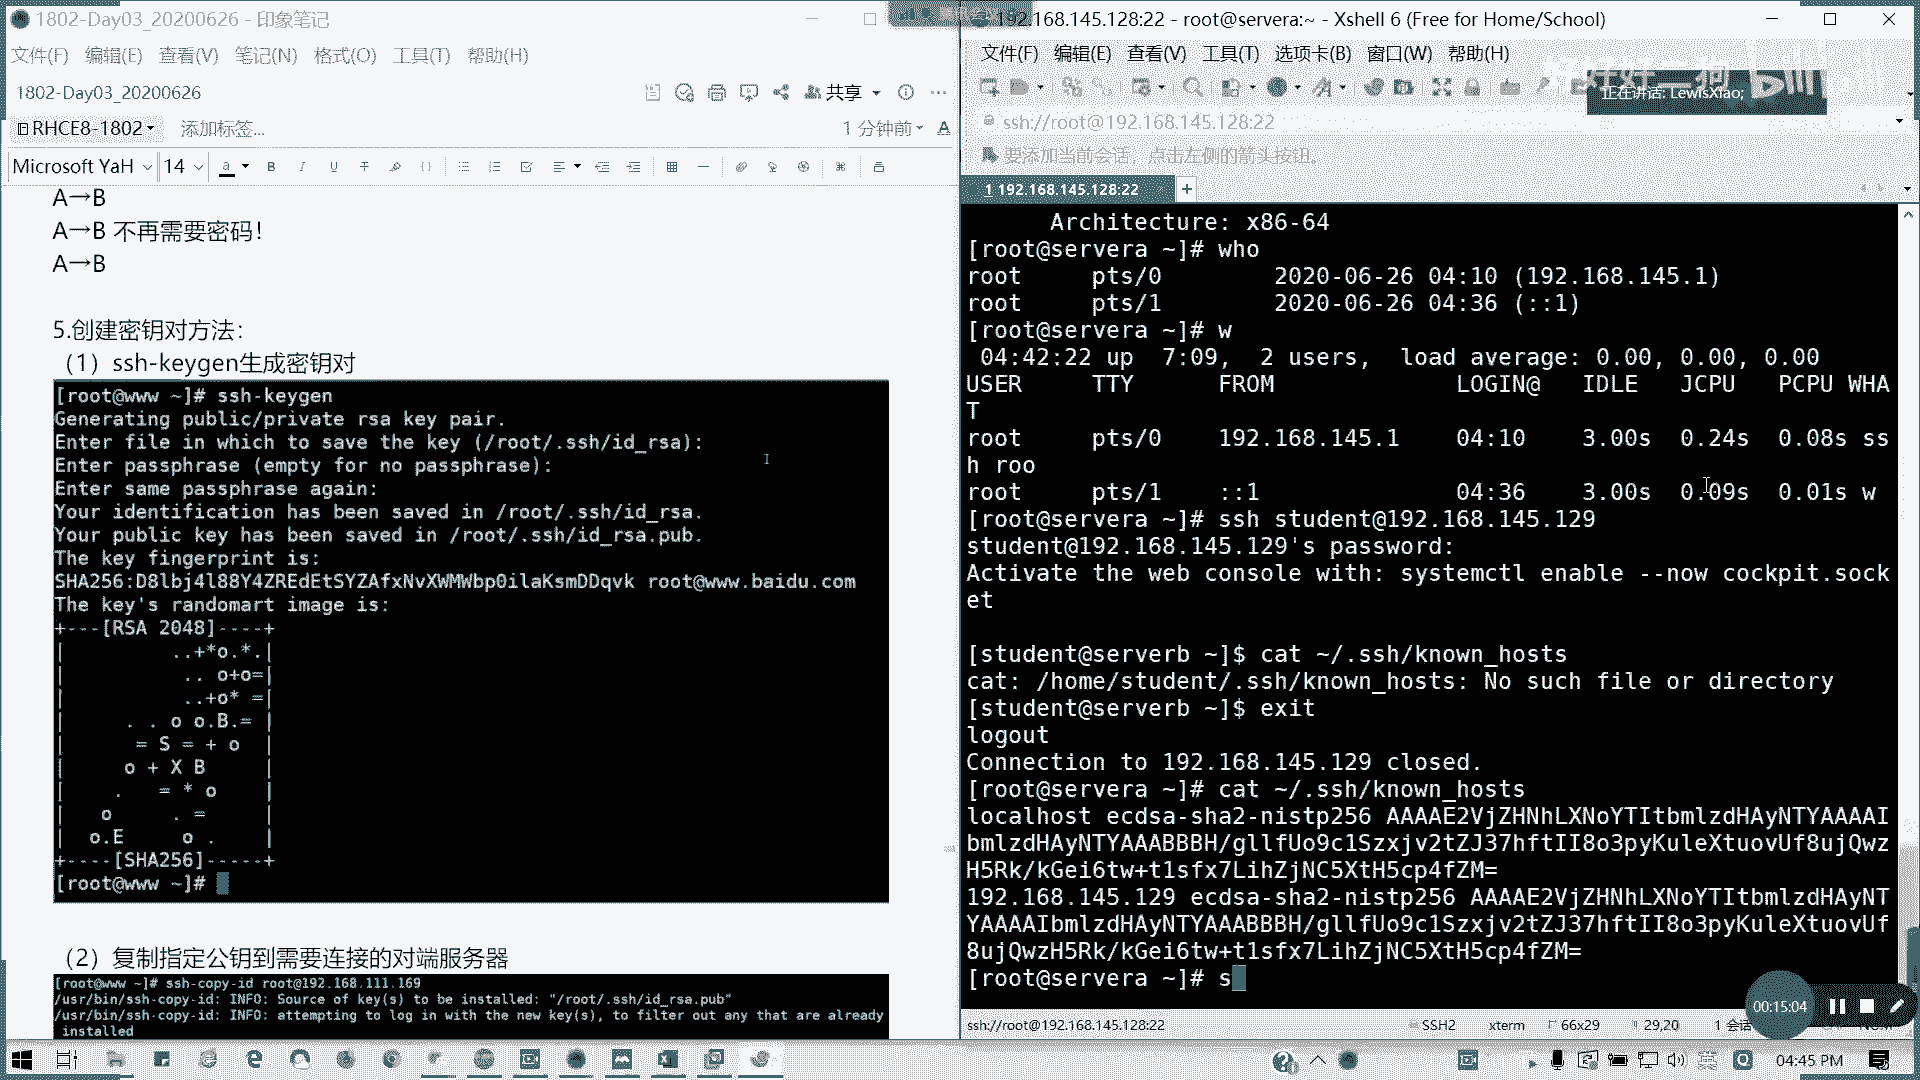 1802-Day03_20200626 - 印象笔记
文件(F) 编辑(E) 查看(V) 笔记(N) 格式(O) 工具(T) 帮助(H)
1802-Day03_20200626
共享
RHCE8-1802 添加标签...
1 分钟前
Microsoft YaH 14
A→B
A→B 不再需要密码！
A→B
5.创建密钥对方法：
（1）ssh-keygen生成密钥对
[root@www ~]# ssh-keygen
Generating public/private rsa key pair.
Enter file in which to save the key (/root/.ssh/id_rsa):
Enter passphrase (empty for no passphrase):
Enter same passphrase again:
Your identification has been saved in /root/.ssh/id_rsa.
Your public key has been saved in /root/.ssh/id_rsa.pub.
The key fingerprint is:
SHA256:D8lbj4l88Y4ZREdEtSYZAfxNvXWMWbp0ilaKsmDDqvk root@www.baidu.com
The key's randomart image is:
+---[RSA 2048]----+
|          ..+*o.*.|
|           .. o+o=|
|           ..+o* =|
|      . . o o.B.= |
|       = S = + o  |
|      o + X B     |
|     .   = * o    |
|    o      . =    |
|   o.E      o .   |
+----[SHA256]-----+
[root@www ~]#
（2）复制指定公钥到需要连接的对端服务器
[root@www ~]# ssh-copy-id root@192.168.111.169
/usr/bin/ssh-copy-id: INFO: Source of key(s) to be installed: "/root/.ssh/id_rsa.pub"
/usr/bin/ssh-copy-id: INFO: attempting to log in with the new key(s), to filter out any that are already
installed
192.168.145.128:22 - root@servera:~ - Xshell 6 (Free for Home/School)
文件(F) 编辑(E) 查看(V) 工具(T) 选项卡(B) 窗口(W) 帮助(H)
正在讲话: LewisXiao;
ssh://root@192.168.145.128:22
要添加当前会话，点击左侧的箭头按钮。
1 192.168.145.128:22
Architecture: x86-64
[root@servera ~]# who
root     pts/0        2020-06-26 04:10 (192.168.145.1)
root     pts/1        2020-06-26 04:36 (::1)
[root@servera ~]# w
04:42:22 up  7:09,  2 users,  load average: 0.00, 0.00, 0.00
USER     TTY      FROM             LOGIN@   IDLE   JCPU   PCPU WHA
T
root     pts/0    192.168.145.1    04:10    3.00s  0.24s  0.08s ss
h roo
root     pts/1    ::1              04:36    3.00s  0.09s  0.01s w
[root@servera ~]# ssh student@192.168.145.129
student@192.168.145.129's password:
Activate the web console with: systemctl enable --now cockpit.sock
et
[student@serverb ~]$ cat ~/.ssh/known_hosts
cat: /home/student/.ssh/known_hosts: No such file or directory
[student@serverb ~]$ exit
logout
Connection to 192.168.145.129 closed.
[root@servera ~]# cat ~/.ssh/known_hosts
localhost ecdsa-sha2-nistp256 AAAAE2VjZHNhLXNoYTItbmlzdHAyNTYAAAAI
bmlzdHAyNTYAAABBBH/gllfUo9c1Szxjv2tZJ37hftII8o3pyKuleXtuovUf8ujQwz
H5Rk/kGei6tw+t1sfx7LihZjNC5XtH5cp4fZM=
192.168.145.129 ecdsa-sha2-nistp256 AAAAE2VjZHNhLXNoYTItbmlzdHAyNT
YAAAAIbmlzdHAyNTYAAABBBH/gllfUo9c1Szxjv2tZJ37hftII8o3pyKuleXtuovUf
8ujQwzH5Rk/kGei6tw+t1sfx7LihZjNC5XtH5cp4fZM=
[root@servera ~]# s
00:15:04
ssh://root@192.168.145.128:22 SSH2 xterm 66x29 29,20 1 会话
英 04:45 PM